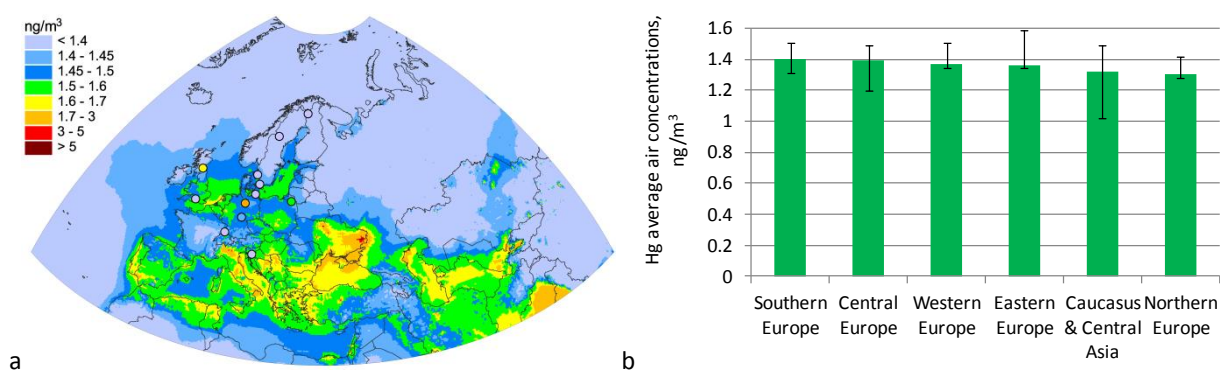 ng/m³
< 1.4
1.4 - 1.45
1.45 - 1.5
1.5 - 1.6
1.6 - 1.7
1.7 - 3
3 - 5
> 5
a
Hg average air concentrations,
ng/m³
1.6
1.4
1.2
1
0.8
0.6
0.4
0.2
0
Southern Europe
Central Europe
Western Europe
Eastern Europe
Caucasus & Central Asia
Northern Europe
b